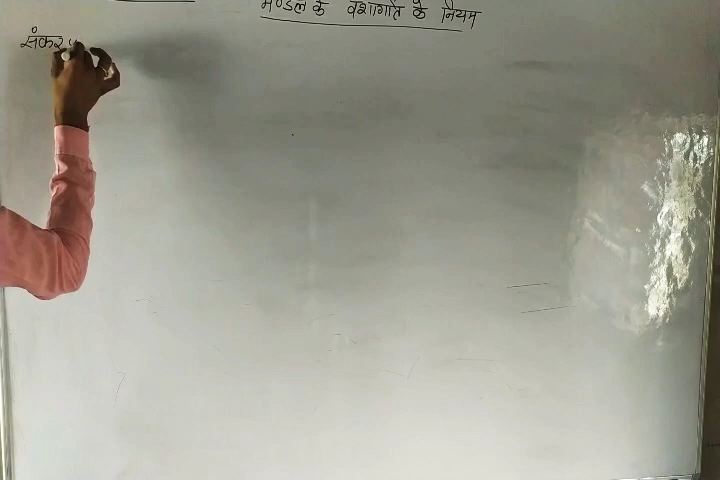 मेण्डल के वंशागति के नियम
संकर